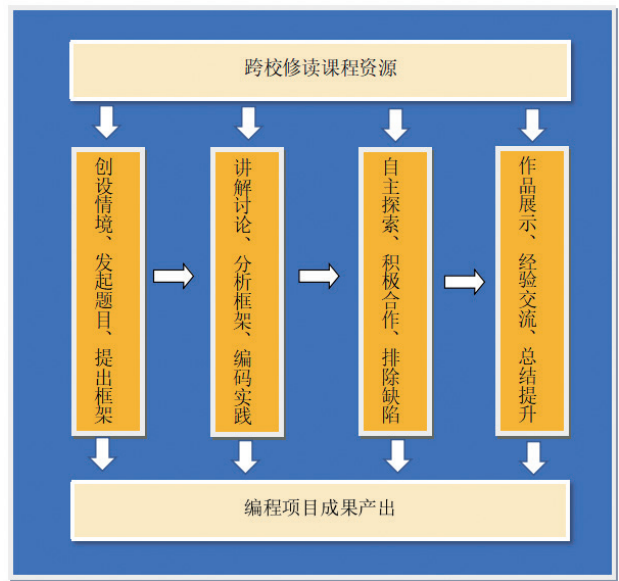 跨校修读课程资源
创设情境、发起题目、提出框架
讲解讨论、分析框架、编码实践
自主探索、积极合作、排除缺陷
作品展示、经验交流、总结提升
编程项目成果产出